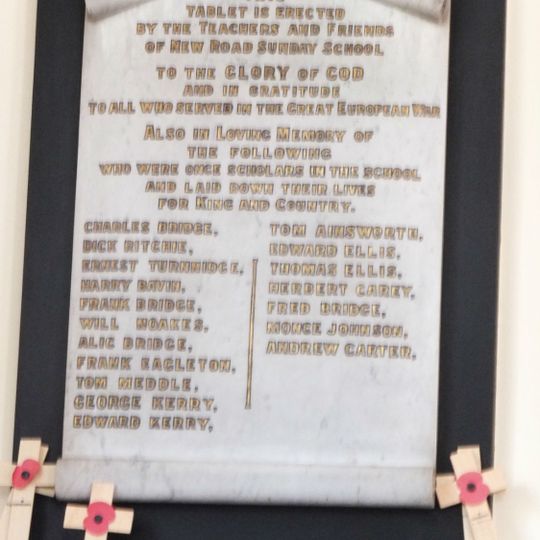 TABLET IS ERECTED
BY THE TEACHERS AND FRIENDS
OF NEW ROAD SUNDAY SCHOOL
TO THE GLORY OF GOD
AND IN GRATITUDE
TO ALL WHO SERVED IN THE GREAT EUROPEAN WAR
ALSO IN LOVING MEMORY OF
THE FOLLOWING
WHO WERE ONCE SCHOLARS IN THE SCHOOL
AND LAID DOWN THEIR LIVES
FOR KING AND COUNTRY.
CHARLES BRIDGE,
DICK RITCHIE,
ERNEST TURNNIDGE,
HARRY BAVIN,
FRANK BRIDGE,
WILL NOAKES,
ALIC BRIDGE,
FRANK EAGLETON,
TOM MEDDLE,
GEORGE KERRY,
EDWARD KERRY,
TOM AINSWORTH,
EDWARD ELLIS,
THOMAS ELLIS,
HERBERT CAREY,
FRED BRIDGE,
MONCE JOHNSON,
ANDREW CARTER,